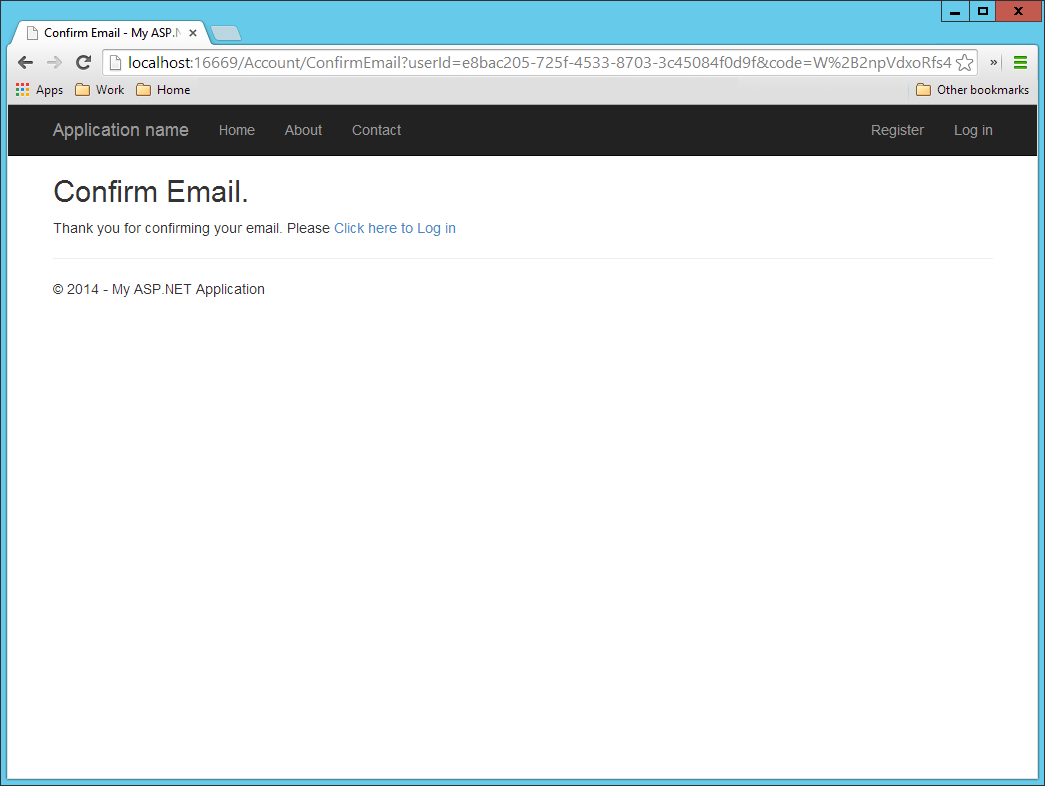 Confirm Email - My ASP.N
localhost:16669/Account/ConfirmEmail?userId=e8bac205-725f-4533-8703-3c45084f0d9f&code=W%2B2npVdxoRfs4
»
Apps Work Home Other bookmarks
Application name Home About Contact Register Log in
Confirm Email.
Thank you for confirming your email. Please Click here to Log in
© 2014 - My ASP.NET Application